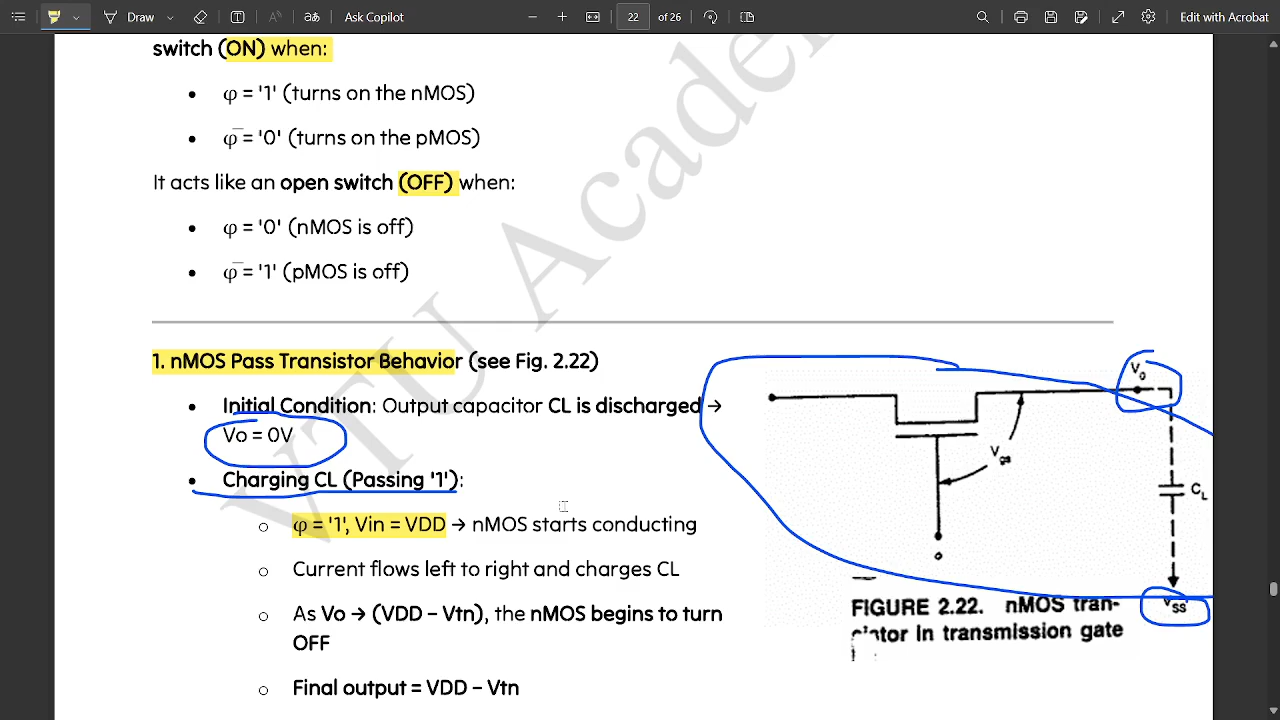 Draw
Ask Copilot
22 of 26
Edit with Acrobat
switch (ON) when:
• φ = '1' (turns on the nMOS)
• φ̅ = '0' (turns on the pMOS)
It acts like an open switch (OFF) when:
• φ = '0' (nMOS is off)
• φ̅ = '1' (pMOS is off)
1. nMOS Pass Transistor Behavior (see Fig. 2.22)
• Initial Condition: Output capacitor CL is discharged →
Vo = 0V
• Charging CL (Passing '1'):
o φ = '1', Vin = VDD → nMOS starts conducting
o Current flows left to right and charges CL
o As Vo → (VDD – Vtn), the nMOS begins to turn
OFF
o Final output = VDD – Vtn
Vo
Vgs
CL
VSS
FIGURE 2.22. nMOS tran-
sistor in transmission gate
VTU Academ